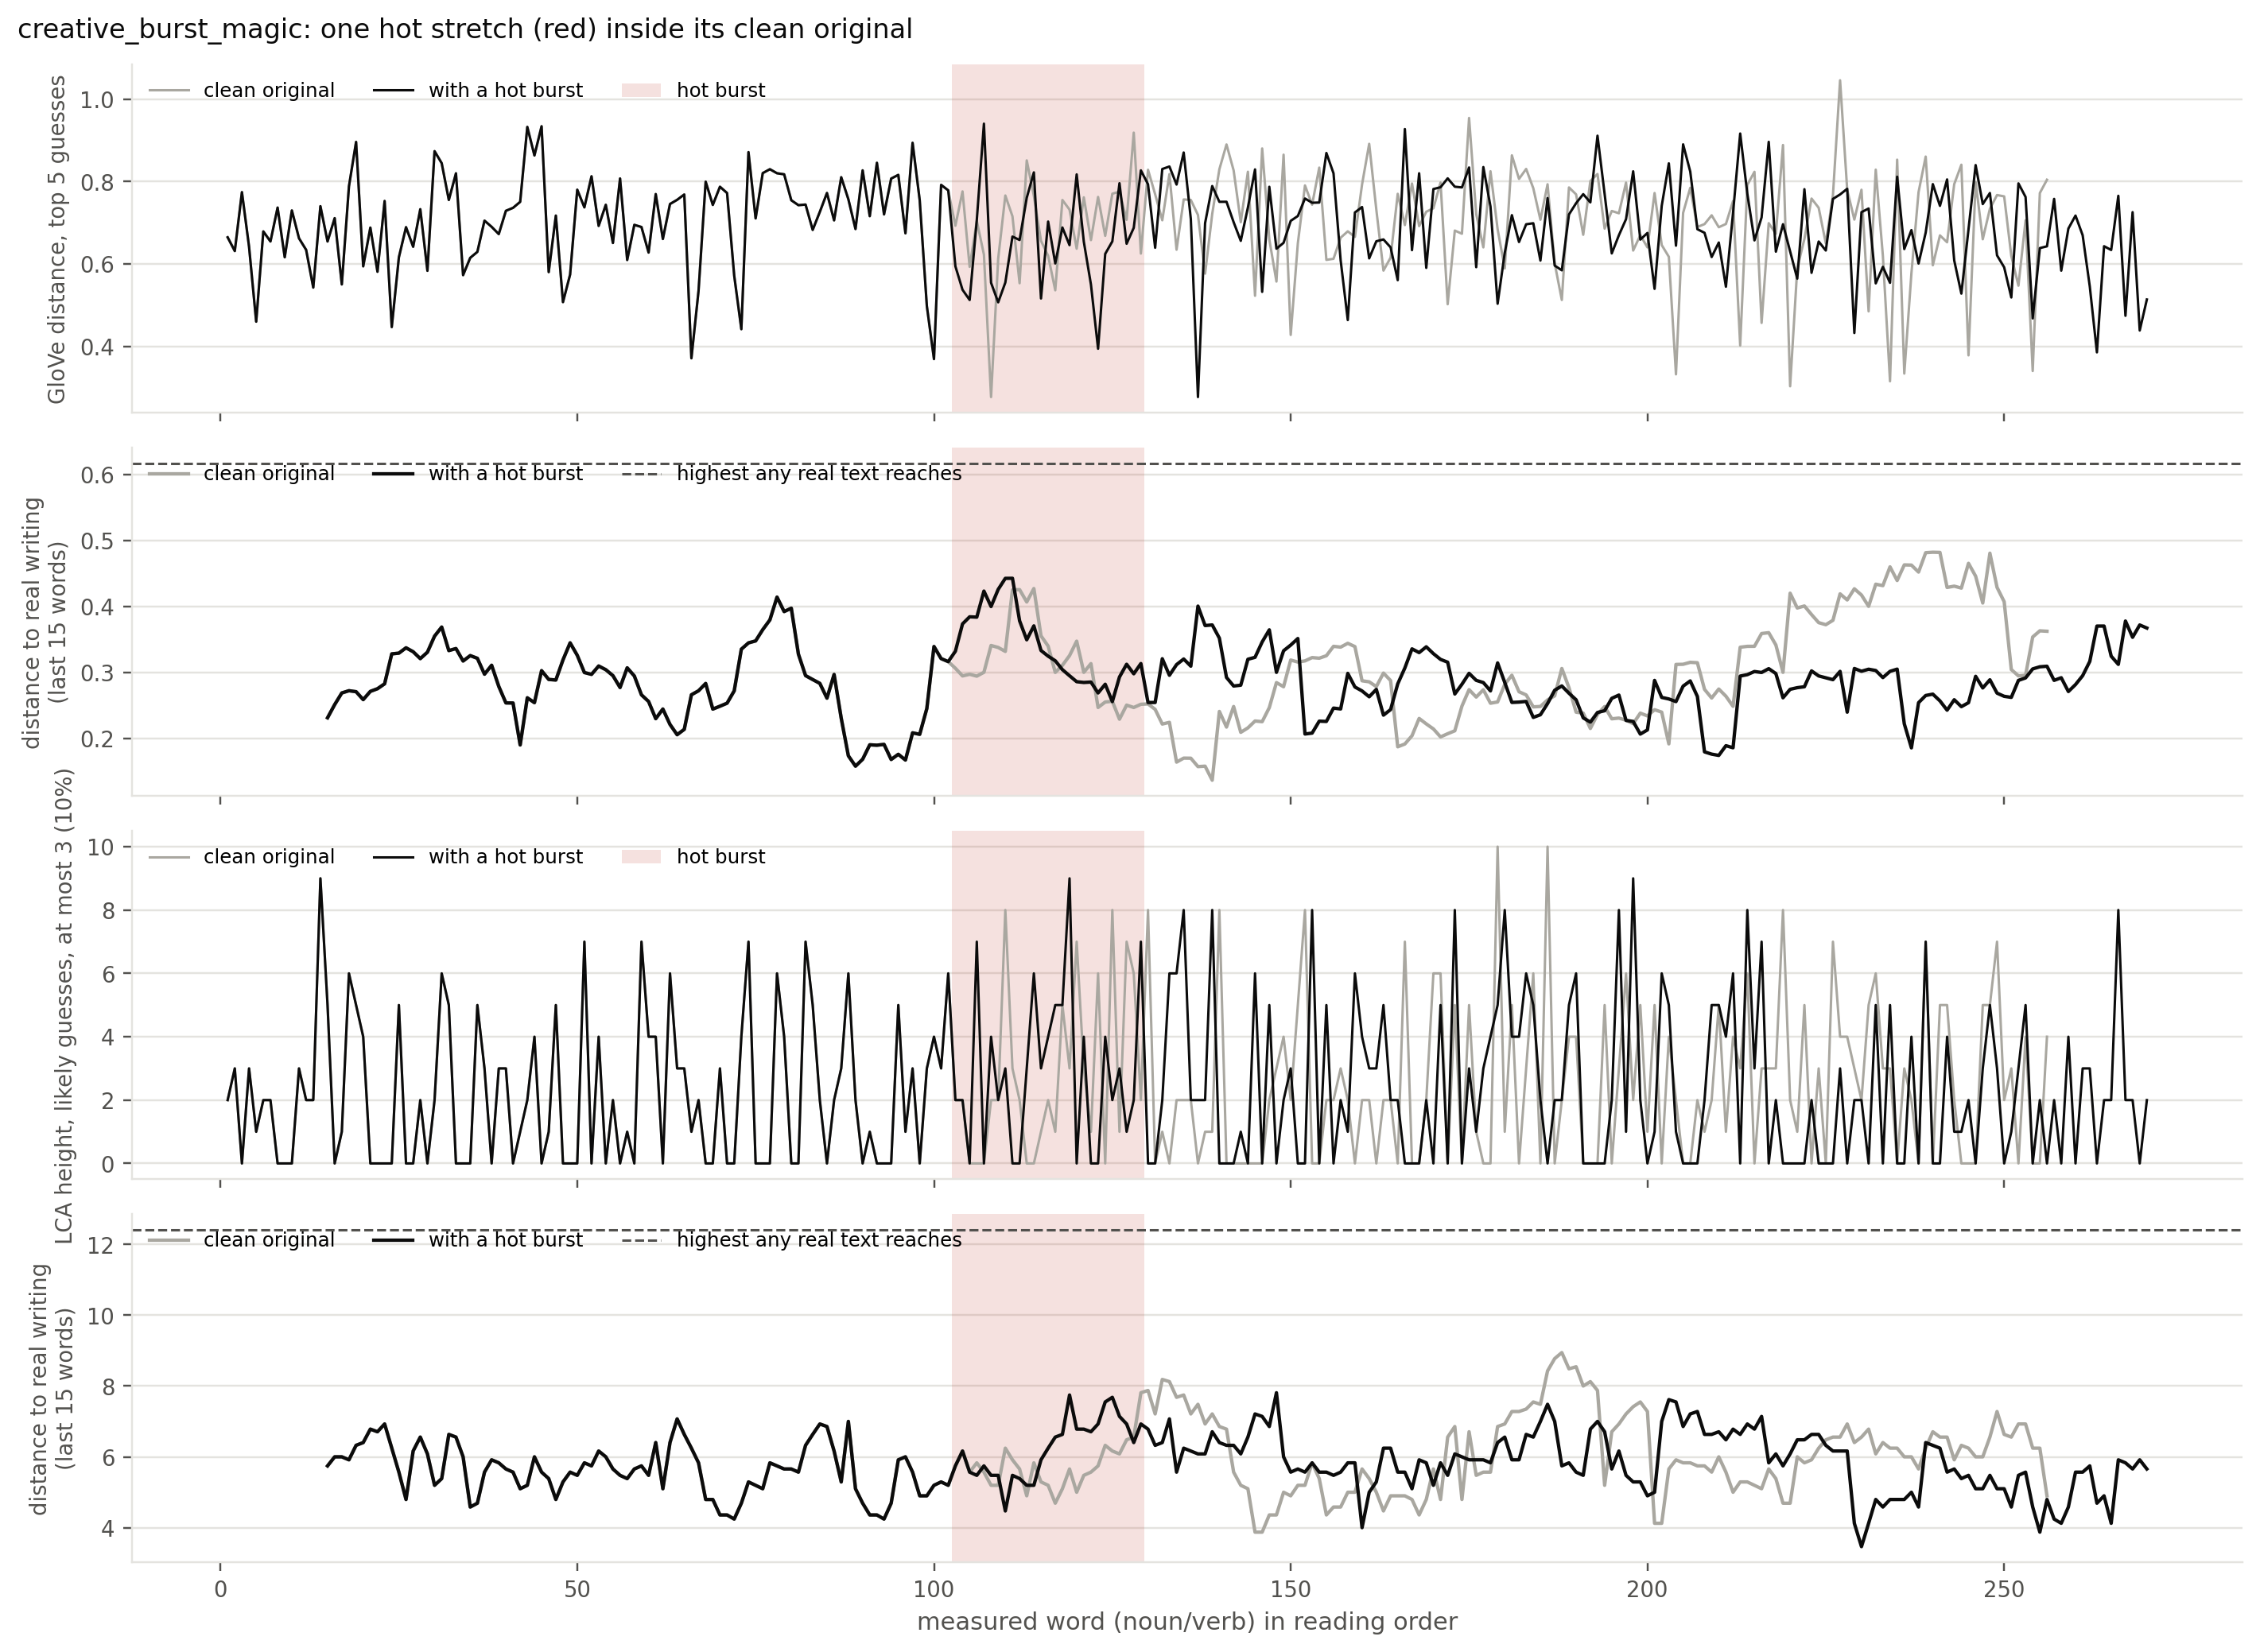 creative_burst_magic: one hot stretch (red) inside its clean original
GloVe distance, top 5 guesses
clean original
with a hot burst
hot burst
1.0
0.8
0.6
0.4
distance to real writing
(last 15 words)
clean original
with a hot burst
highest any real text reaches
0.6
0.5
0.4
0.3
0.2
LCA height, likely guesses, at most 3 (10%)
clean original
with a hot burst
hot burst
10
8
6
4
2
0
distance to real writing
(last 15 words)
clean original
with a hot burst
highest any real text reaches
12
10
8
6
4
0 50 100 150 200 250
measured word (noun/verb) in reading order